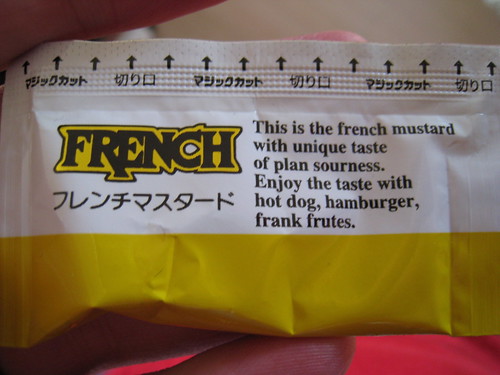 マジックカット 切り口 マジックカット 切り口 マジックカット 切り口
FRENCH
フレンチマスタード
This is the french mustard
with unique taste
of plan sourness.
Enjoy the taste with
hot dog, hamburger,
frank frutes.